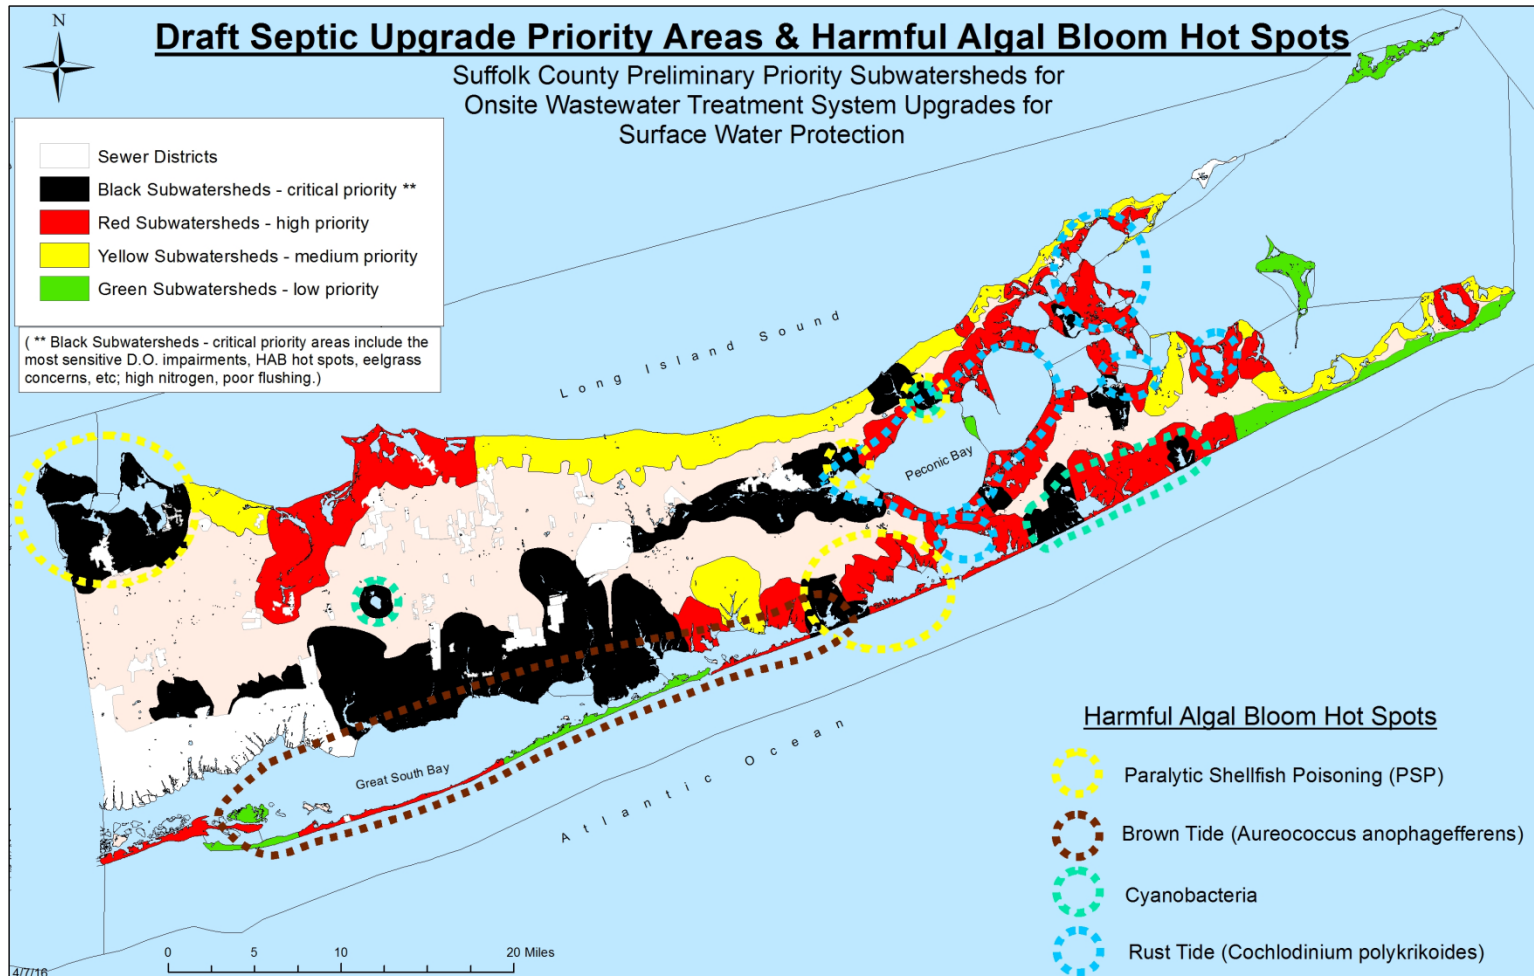 N
Draft Septic Upgrade Priority Areas & Harmful Algal Bloom Hot Spots
Suffolk County Preliminary Priority Subwatersheds for
Onsite Wastewater Treatment System Upgrades for
Surface Water Protection
Sewer Districts
Black Subwatersheds - critical priority **
Red Subwatersheds - high priority
Yellow Subwatersheds - medium priority
Green Subwatersheds - low priority
( ** Black Subwatersheds - critical priority areas include the
most sensitive D.O. impairments, HAB hot spots, eelgrass
concerns, etc; high nitrogen, poor flushing.)
Long Island Sound
Peconic Bay
Great South Bay
Atlantic Ocean
Harmful Algal Bloom Hot Spots
Paralytic Shellfish Poisoning (PSP)
Brown Tide (Aureococcus anophagefferens)
Cyanobacteria
Rust Tide (Cochlodinium polykrikoides)
0 5 10 20 Miles
4/7/16